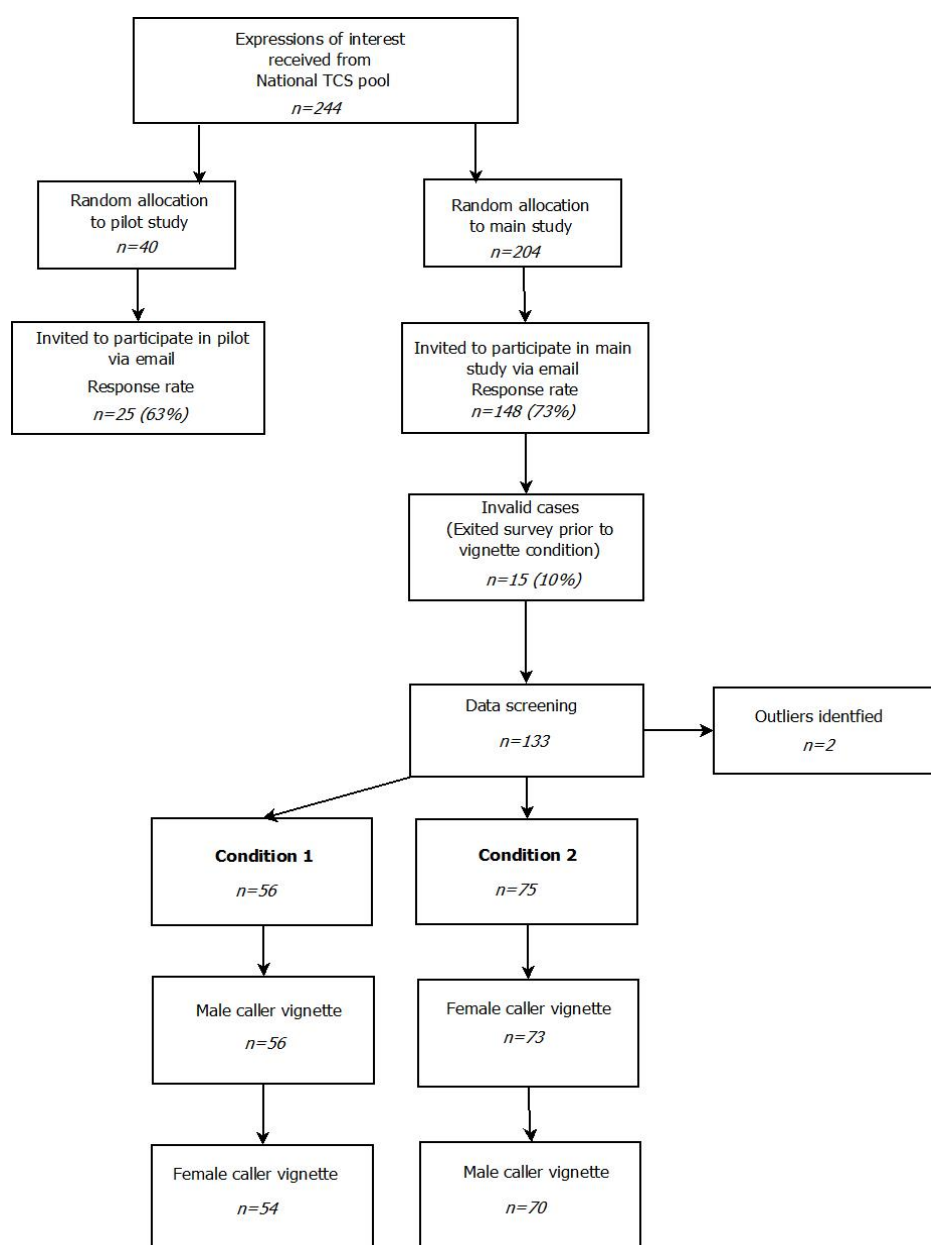 Expressions of interest
received from
National TCS pool
n=244
Random allocation
to pilot study
n=40
Random allocation
to main study
n=204
Invited to participate in pilot
via email
Response rate
n=25 (63%)
Invited to participate in main
study via email
Response rate
n=148 (73%)
Invalid cases
(Exited survey prior to
vignette condition)
n=15 (10%)
Data screening
n=133
Outliers identfied
n=2
Condition 1
n=56
Condition 2
n=75
Male caller vignette
n=56
Female caller vignette
n=73
Female caller vignette
n=54
Male caller vignette
n=70